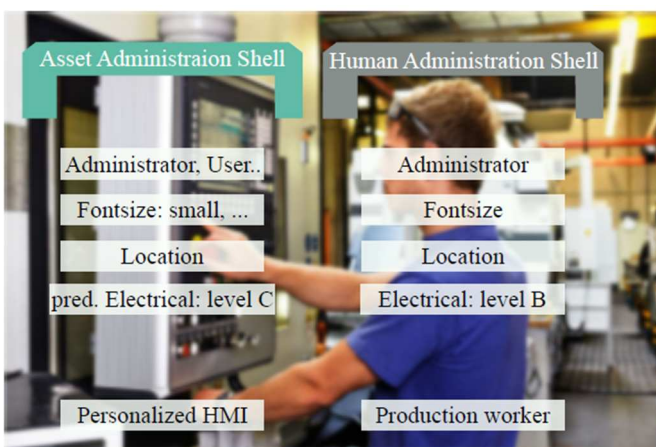 Asset Administraion Shell
Human Administration Shell
Administrator, User..
Administrator
Fontsize: small, ...
Fontsize
Location
Location
pred. Electrical: level C
Electrical: level B
Personalized HMI
Production worker